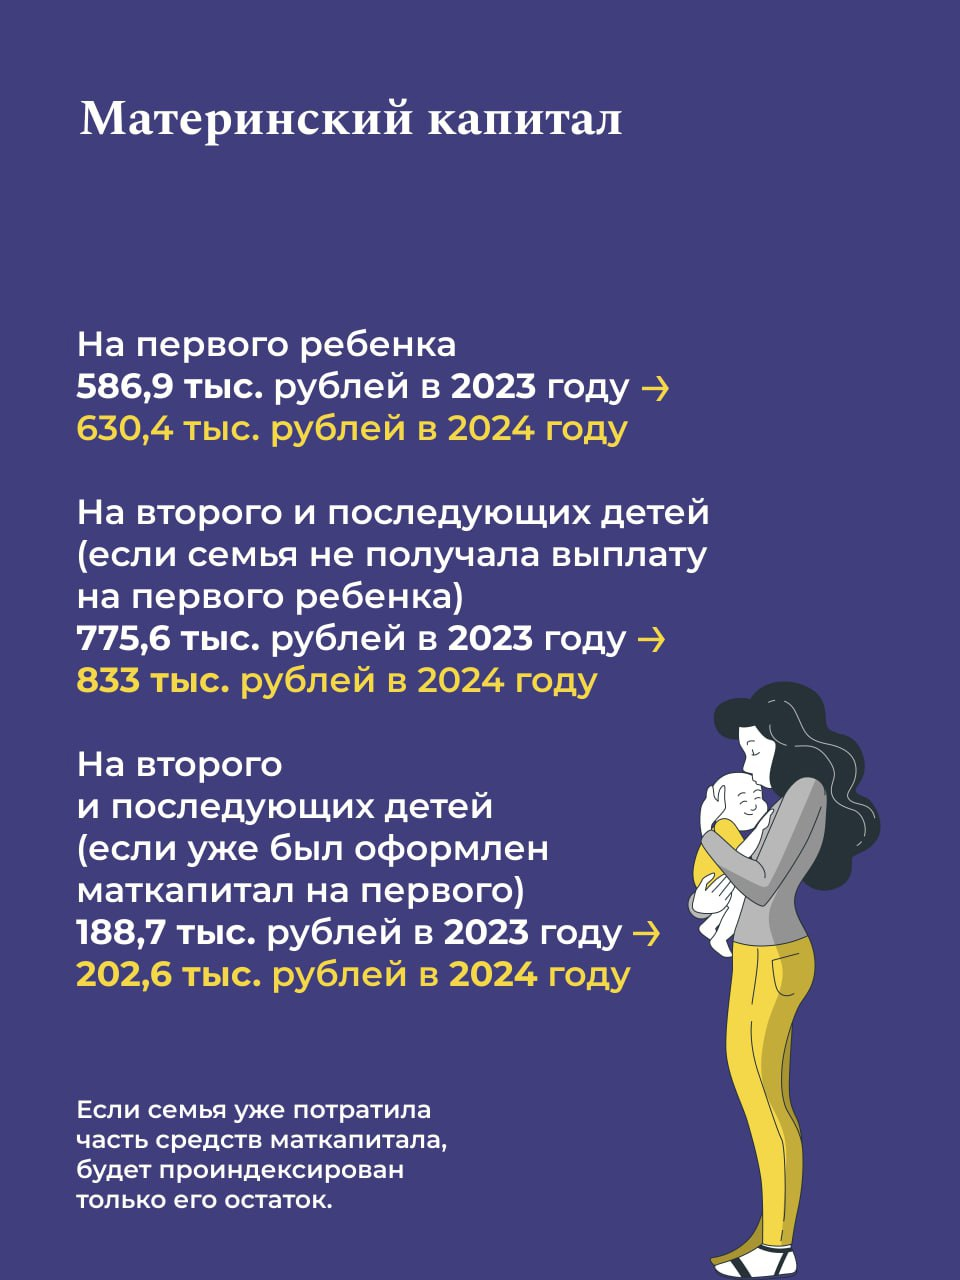 Материнский капитал
На первого ребенка
586,9 тыс. рублей в 2023 году →
630,4 тыс. рублей в 2024 году
На второго и последующих детей
(если семья не получала выплату
на первого ребенка)
775,6 тыс. рублей в 2023 году →
833 тыс. рублей в 2024 году
На второго
и последующих детей
(если уже был оформлен
маткапитал на первого)
188,7 тыс. рублей в 2023 году →
202,6 тыс. рублей в 2024 году
Если семья уже потратила
часть средств маткапитала,
будет проиндексирован
только его остаток.